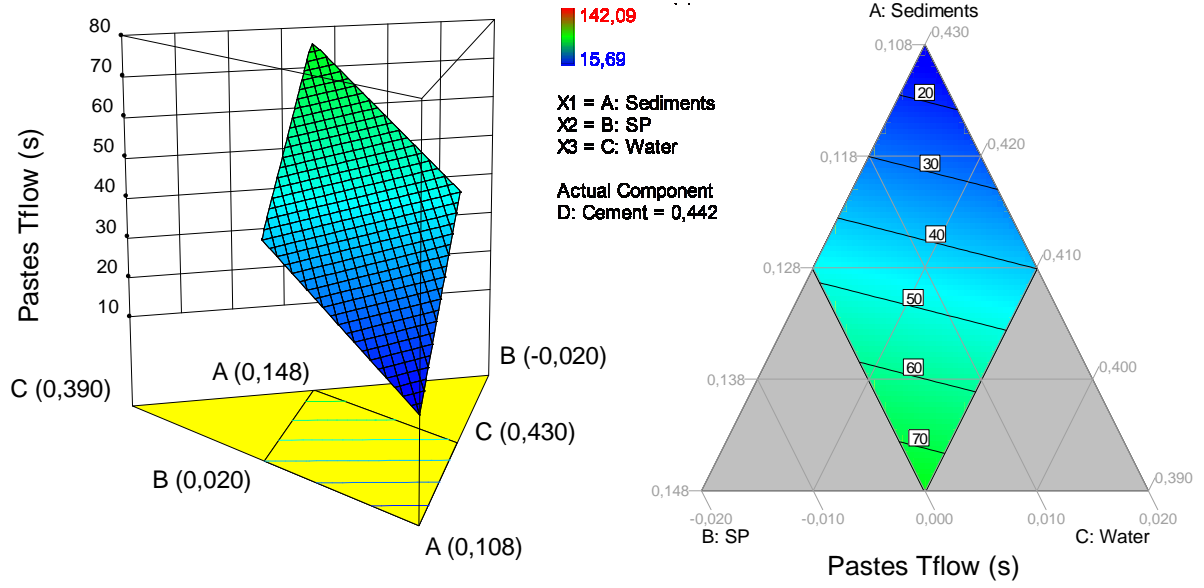 Pastes Tflow (s)
80
70
60
50
40
30
20
10
C (0,390)
A (0,148)
B (-0,020)
B (0,020)
C (0,430)
A (0,108)
142,09
15,69
X1 = A: Sediments
X2 = B: SP
X3 = C: Water
Actual Component
D: Cement = 0,442
A: Sediments
0,108
0,430
20
0,118
30
0,420
40
0,128
0,410
50
0,138
60
0,400
70
0,148
0,390
-0,020
-0,010
0,000
0,010
0,020
B: SP
C: Water
Pastes Tflow (s)